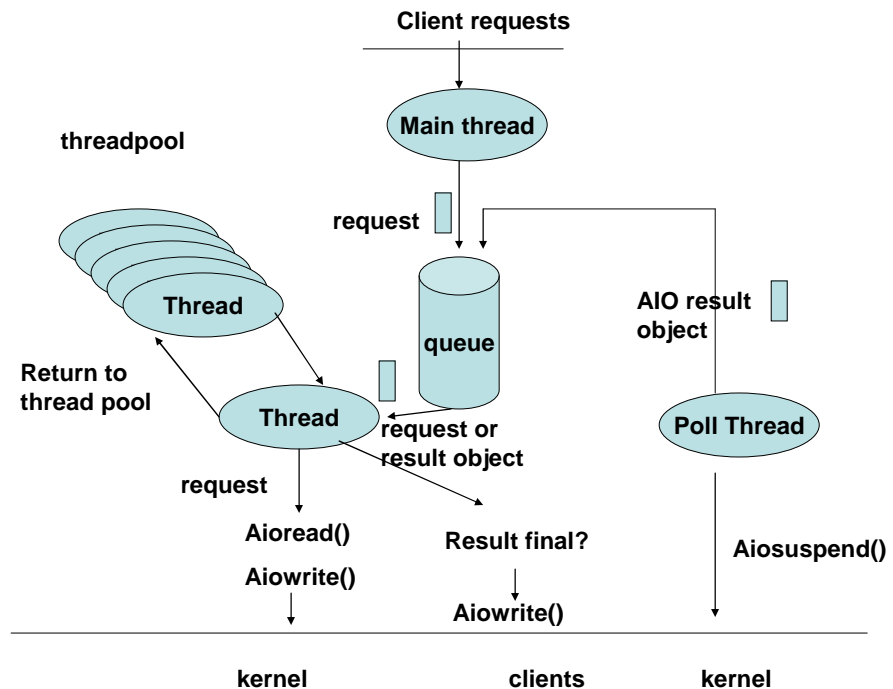 Client requests
Main thread
threadpool
request
Thread
AIO result
object
queue
Return to
thread pool
Thread
request or
result object
Poll Thread
request
Aioread()
Result final?
Aiosuspend()
Aiowrite()
Aiowrite()
kernel
clients
kernel